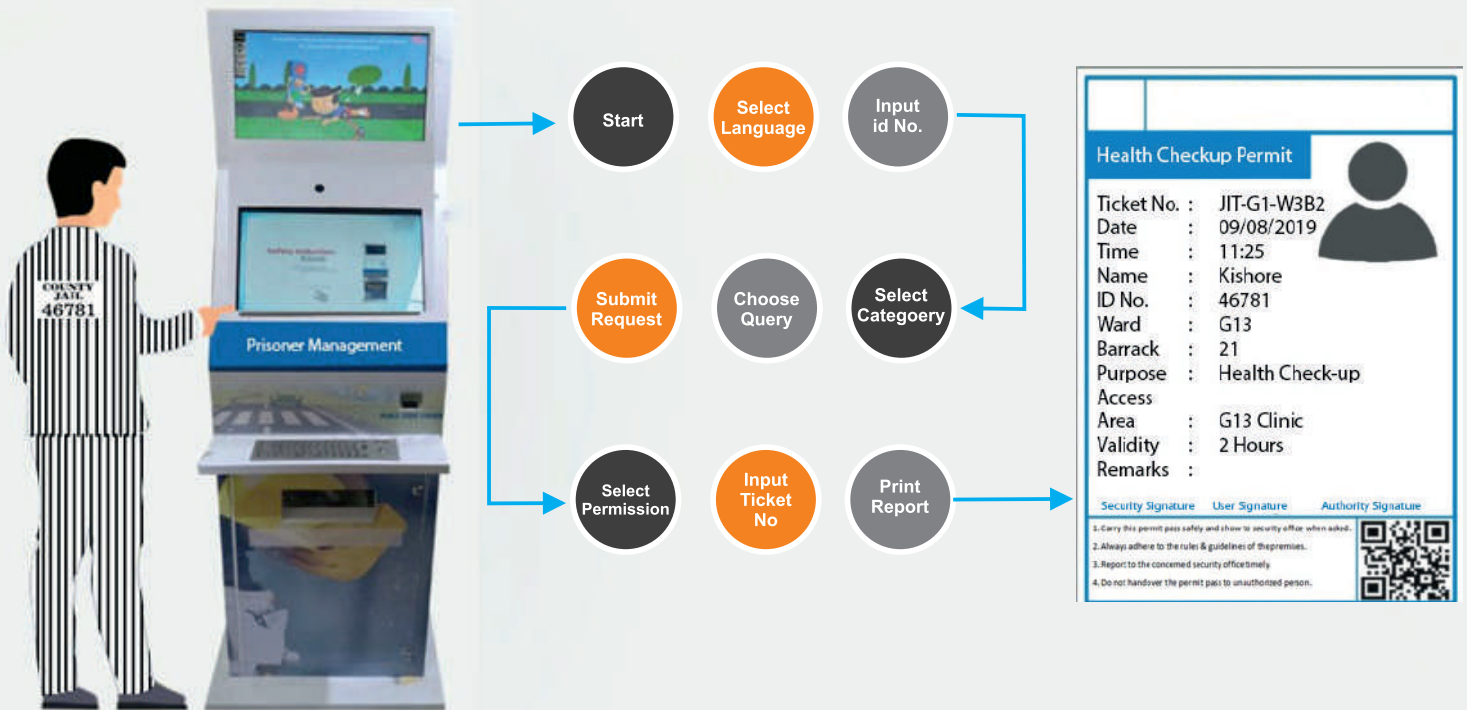 COUNTY
JAIL
46781
Prisoner Management
Start
Select
Language
Input
id No.
Select
Categoery
Choose
Query
Submit
Request
Select
Permission
Input
Ticket
No
Print
Report
Health Checkup Permit
Ticket No. : JIT-G1-W3B2
Date : 09/08/2019
Time : 11:25
Name : Kishore
ID No. : 46781
Ward : G13
Barrack : 21
Purpose : Health Check-up
Access
Area : G13 Clinic
Validity : 2 Hours
Remarks :
Security Signature User Signature Authority Signature
1. Carry this permit pass safely and show to security office when asked.
2. Always adhere to the rules & guidelines of thepremises.
3. Report to the concerned security officetimely.
4. Do not handover the permit pass to unauthorized person.